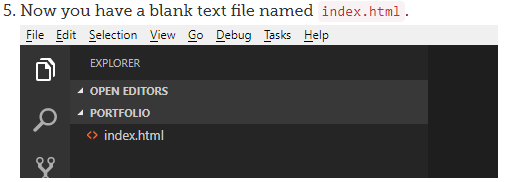 5. Now you have a blank text file named index.html.
File Edit Selection View Go Debug Tasks Help
EXPLORER
OPEN EDITORS
PORTFOLIO
<> index.html